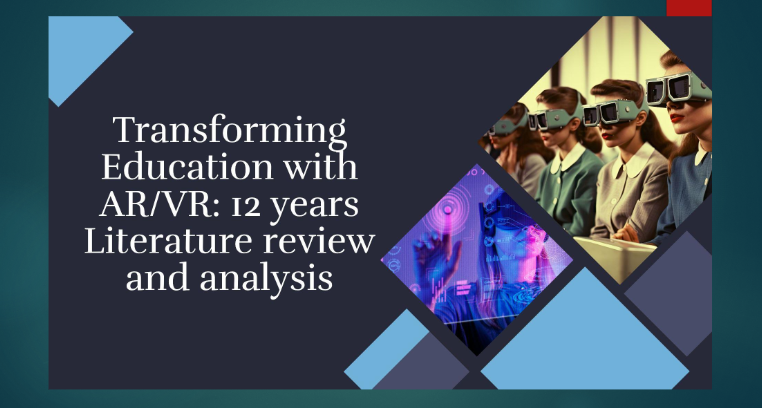 Transforming
Education with
AR/VR: 12 years
Literature review
and analysis